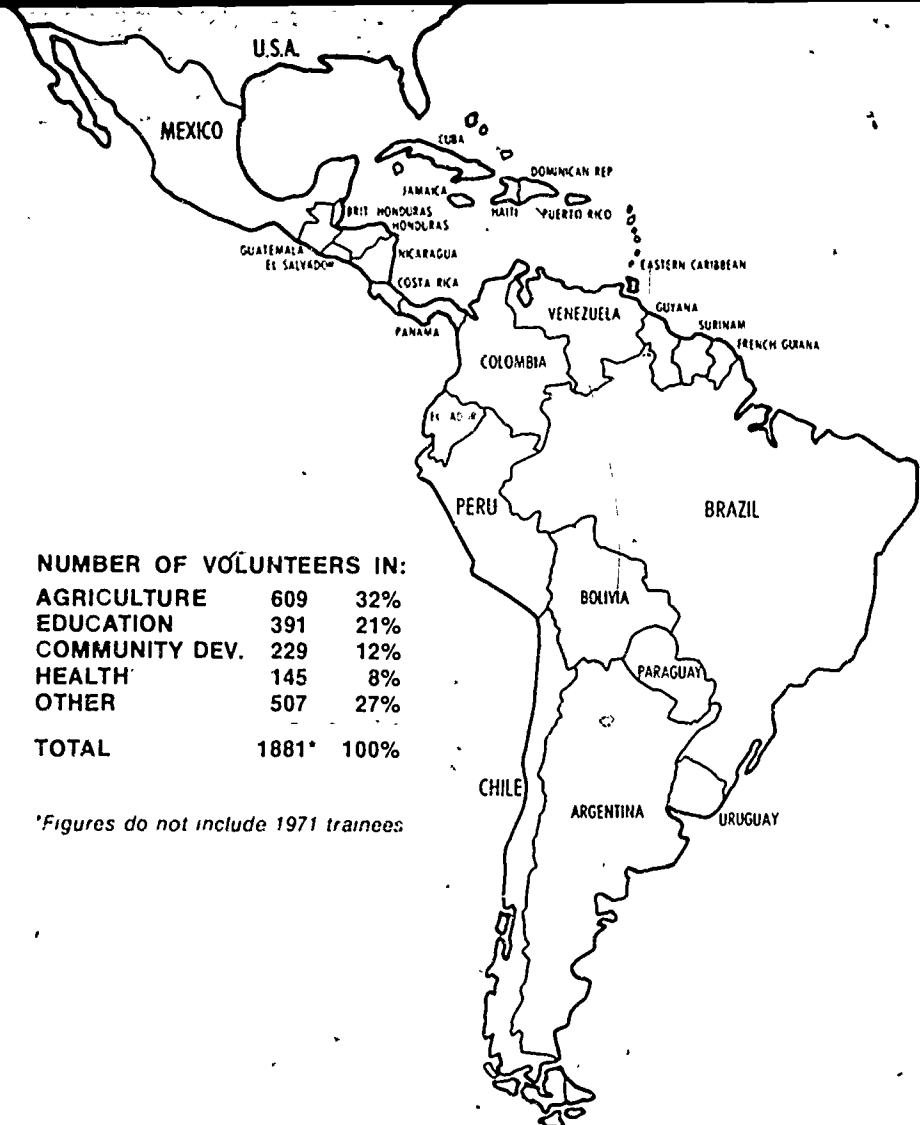 U.S.A.
MEXICO
CUBA
DOMINICAN REP
JAMAICA
HAITI
PUERTO RICO
BRIT HONDURAS
HONDURAS
GUATEMALA
NICARAGUA
EL SALVADOR
EASTERN CARIBBEAN
COSTA RICA
GUYANA
VENEZUELA
SURINAM
PANAMA
FRENCH GUIANA
COLOMBIA
PERU
BRAZIL
NUMBER OF VOLUNTEERS IN:
AGRICULTURE 609 32%
EDUCATION 391 21%
COMMUNITY DEV. 229 12%
HEALTH 145 8%
OTHER 507 27%
TOTAL 1881* 100%
*Figures do not include 1971 trainees
BOLIVIA
PARAGUAY
CHILE
ARGENTINA
URUGUAY